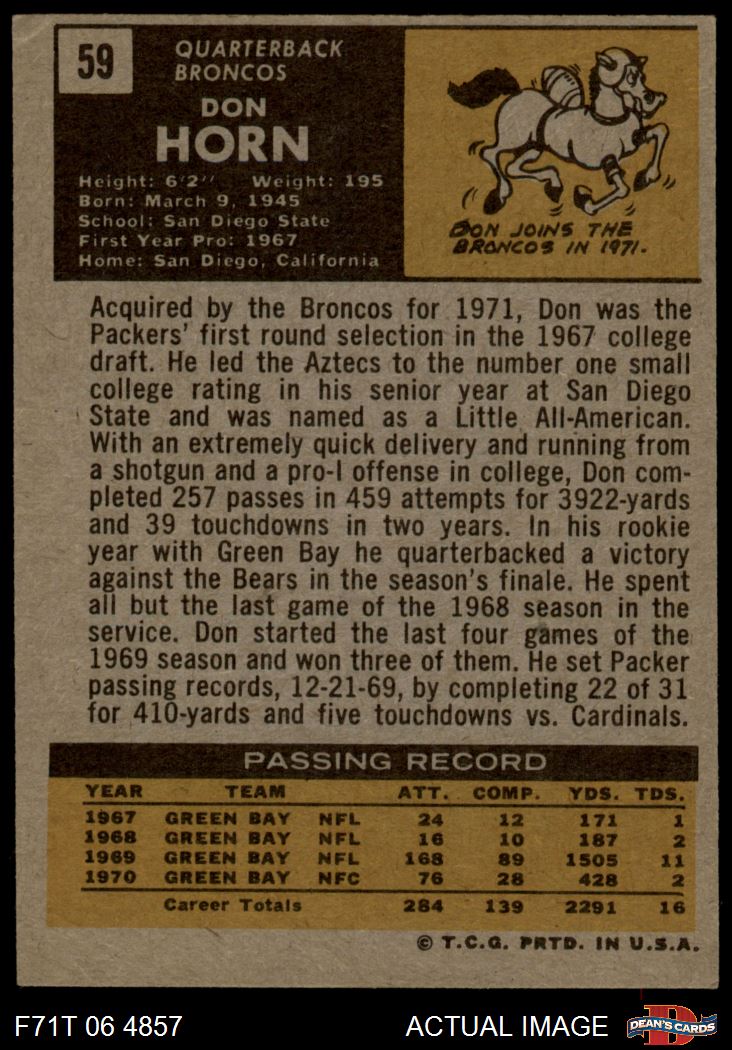 59
QUARTERBACK
BRONCOS
DON
HORN
Height: 6'2" Weight: 195
Born: March 9, 1945
School: San Diego State
First Year Pro: 1967
Home: San Diego, California
DON JOINS THE
BRONCOS IN 1971.
Acquired by the Broncos for 1971, Don was the
Packers' first round selection in the 1967 college
draft. He led the Aztecs to the number one small
college rating in his senior year at San Diego
State and was named as a Little All-American.
With an extremely quick delivery and running from
a shotgun and a pro-I offense in college, Don com-
pleted 257 passes in 459 attempts for 3922-yards
and 39 touchdowns in two years. In his rookie
year with Green Bay he quarterbacked a victory
against the Bears in the season's finale. He spent
all but the last game of the 1968 season in the
service. Don started the last four games of the
1969 season and won three of them. He set Packer
passing records, 12-21-69, by completing 22 of 31
for 410-yards and five touchdowns vs. Cardinals.
PASSING RECORD
YEAR TEAM ATT. COMP. YDS. TDS.
1967 GREEN BAY NFL 24 12 171 1
1968 GREEN BAY NFL 16 10 187 2
1969 GREEN BAY NFL 168 89 1505 11
1970 GREEN BAY NFC 76 28 428 2
Career Totals 284 139 2291 16
© T.C.G. PRTD. IN U.S.A.
F71T 06 4857 ACTUAL IMAGE D DEAN'S CARDS